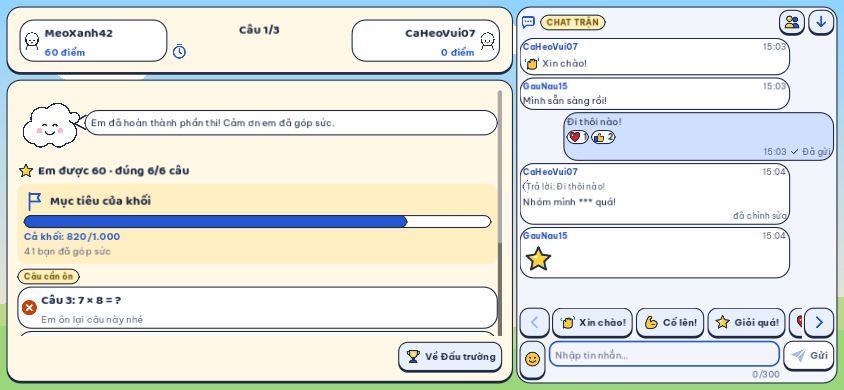 MeoXanh42
60 điểm
Câu 1/3
CaHeoVui07
0 điểm
Em đã hoàn thành phần thi! Cảm ơn em đã góp sức.
Em được 60 · đúng 6/6 câu
Mục tiêu của khối
Cả khối: 820/1.000
41 bạn đã góp sức
Câu cần ôn
Câu 3: 7 × 8 = ?
Em ôn lại câu này nhé
Về Đấu trường
CHAT TRẬN
CaHeoVui07 15:03
Xin chào!
GauNau15 15:03
Mình sẵn sàng rồi!
Đi thôi nào!
1 2
15:03 ✓ Đã gửi
CaHeoVui07 15:04
Trả lời: Đi thôi nào!
Nhóm mình *** quá!
đã chỉnh sửa
GauNau15 15:04
Xin chào! Cố lên! Giỏi quá!
Nhập tin nhắn... Gửi
0/300